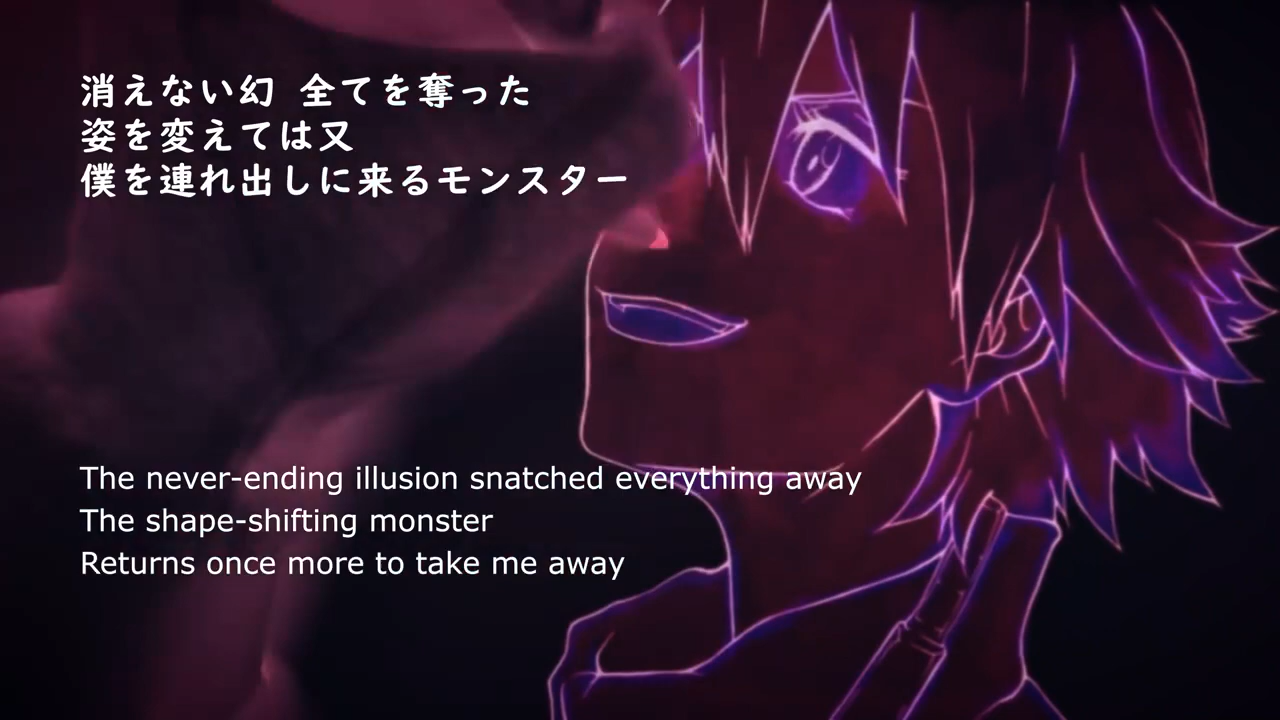 消えない幻 全てを奪った
姿を変えては又
僕を連れ出しに来るモンスター
The never-ending illusion snatched everything away
The shape-shifting monster
Returns once more to take me away